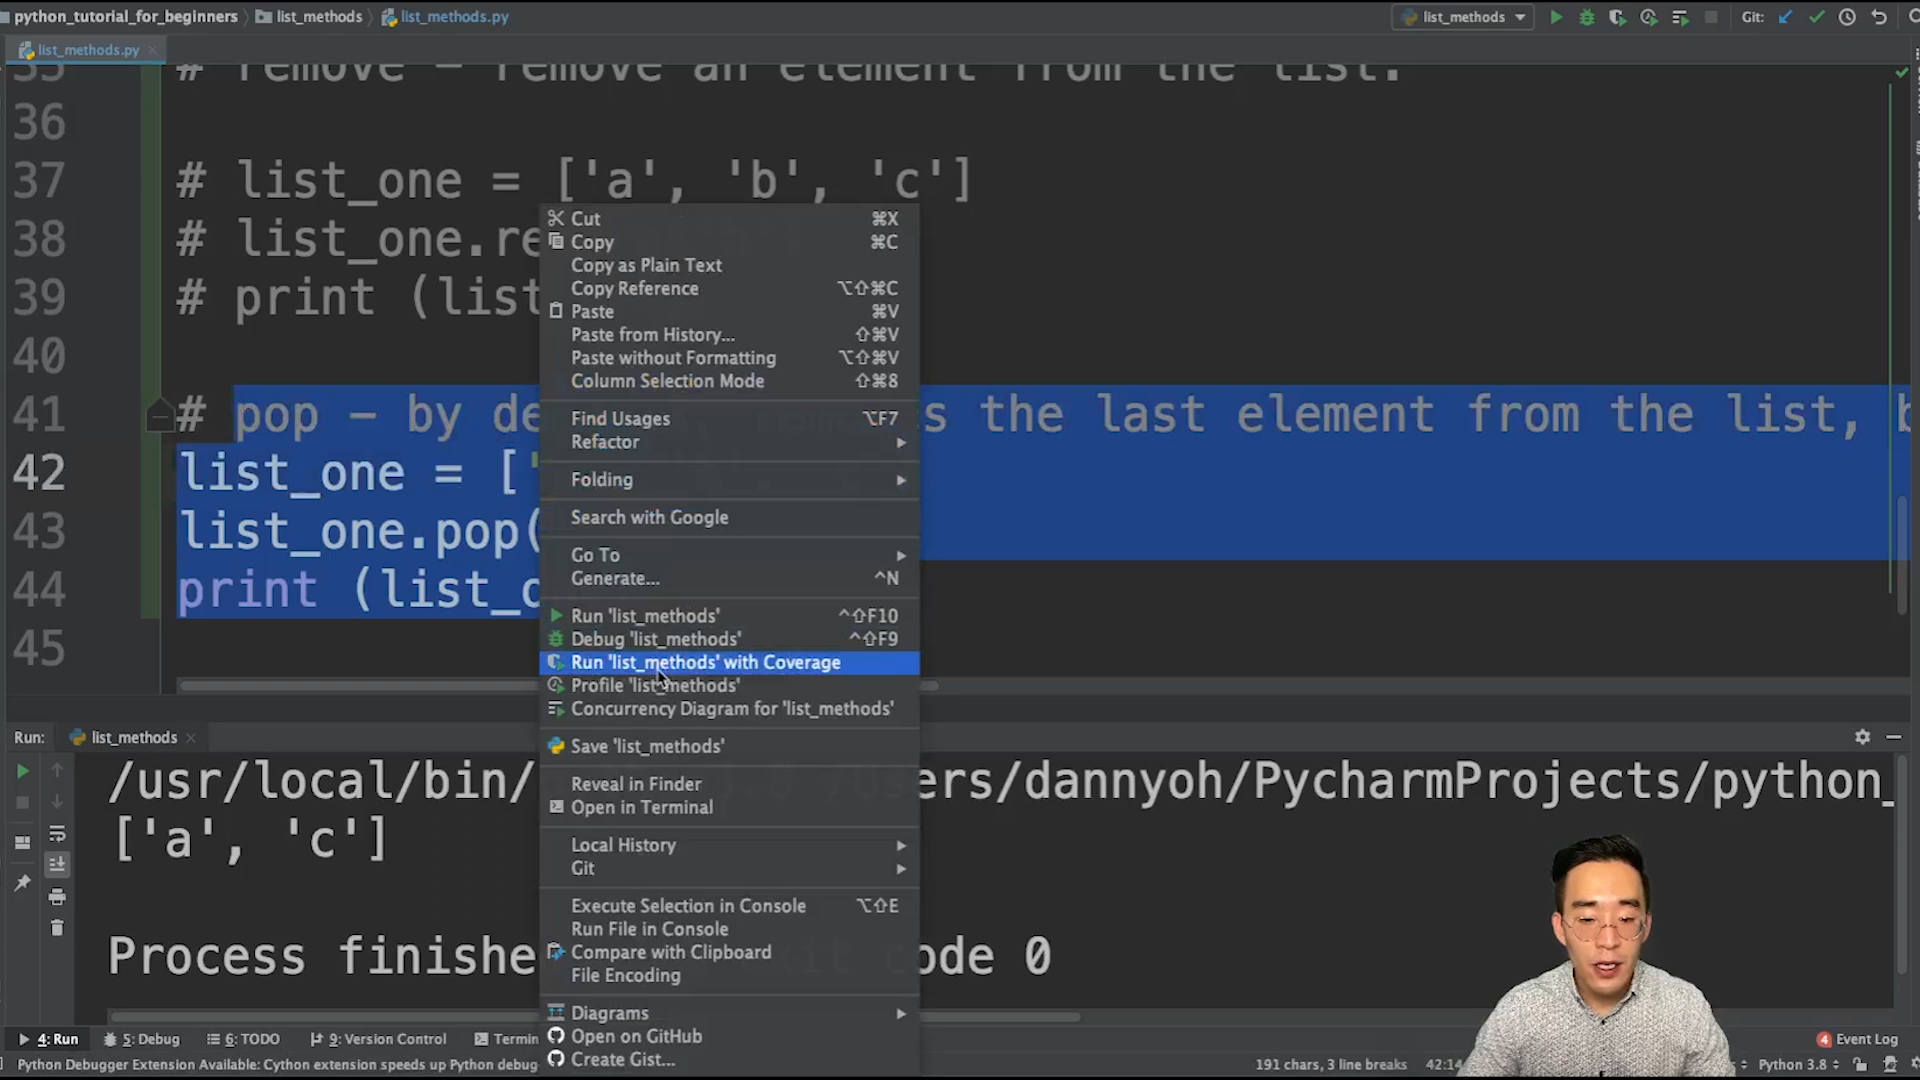 python_tutorial_for_beginners list_methods list_methods.py list_methods Git:
list_methods.py
35 # remove - remove an element from the list.
36
37 # list_one = ['a', 'b', 'c']
38 # list_one.re
39 # print (list
40
41 # pop - by de s the last element from the list, b
42 list_one = ['
43 list_one.pop(
44 print (list_o
45
Cut ⌘X
Copy ⌘C
Copy as Plain Text
Copy Reference ⌥⇧⌘C
Paste ⌘V
Paste from History... ⇧⌘V
Paste without Formatting ⌥⇧⌘V
Column Selection Mode ⇧⌘8
Find Usages ⌥F7
Refactor
Folding
Search with Google
Go To
Generate... ^N
Run 'list_methods' ^⇧F10
Debug 'list_methods' ^⇧F9
Run 'list_methods' with Coverage
Profile 'list_methods'
Concurrency Diagram for 'list_methods'
Save 'list_methods'
Reveal in Finder
Open in Terminal
Local History
Git
Execute Selection in Console ⌥⇧E
Run File in Console
Compare with Clipboard
File Encoding
Diagrams
Open on GitHub
Create Gist...
Run: list_methods
/usr/local/bin/ ers/dannyoh/PycharmProjects/python_
['a', 'c']
Process finishe ode 0
4: Run 5: Debug 6: TODO 9: Version Control Termin 4 Event Log
Python Debugger Extension Available: Cython extension speeds up Python debug 191 chars, 3 line breaks 42:14 Python 3.8